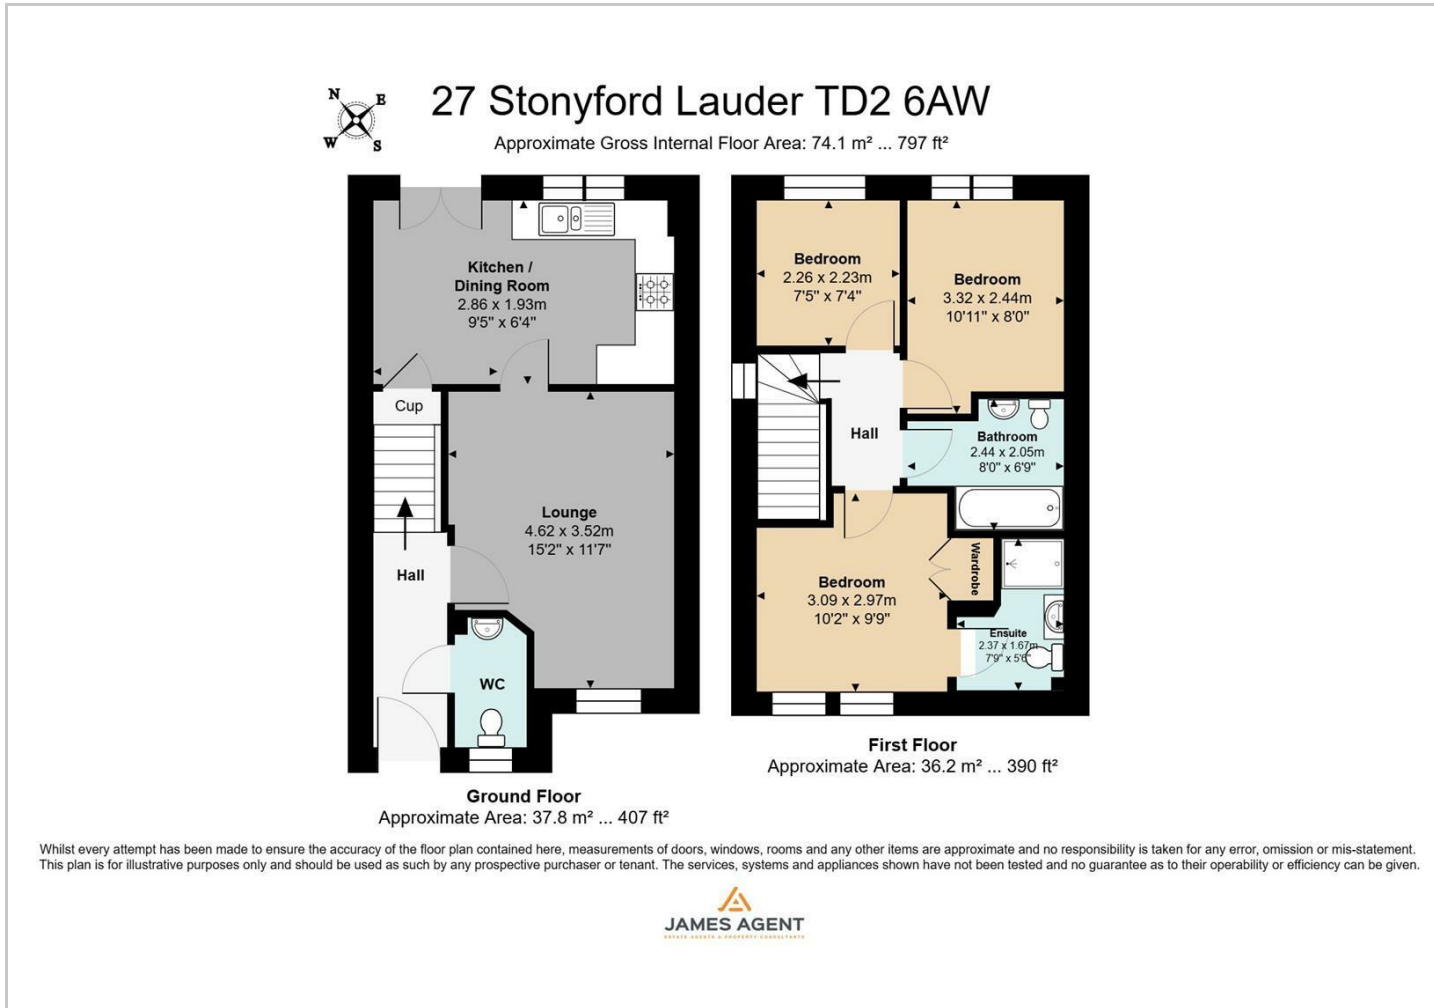 N
E
W
S
27 Stonyford Lauder TD2 6AW
Approximate Gross Internal Floor Area: 74.1 m² ... 797 ft²
Kitchen /
Dining Room
2.86 x 1.93m
9'5" x 6'4"
Cup
Lounge
4.62 x 3.52m
15'2" x 11'7"
Hall
WC
Ground Floor
Approximate Area: 37.8 m² ... 407 ft²
Bedroom
2.26 x 2.23m
7'5" x 7'4"
Bedroom
3.32 x 2.44m
10'11" x 8'0"
Hall
Bathroom
2.44 x 2.05m
8'0" x 6'9"
Bedroom
3.09 x 2.97m
10'2" x 9'9"
Wardrobe
Ensuite
2.37 x 1.67m
7'9" x 5'6"
First Floor
Approximate Area: 36.2 m² ... 390 ft²
Whilst every attempt has been made to ensure the accuracy of the floor plan contained here, measurements of doors, windows, rooms and any other items are approximate and no responsibility is taken for any error, omission or mis-statement.
This plan is for illustrative purposes only and should be used as such by any prospective purchaser or tenant. The services, systems and appliances shown have not been tested and no guarantee as to their operability or efficiency can be given.
JAMES AGENT
ESTATE AGENTS & PROPERTY CONSULTANTS